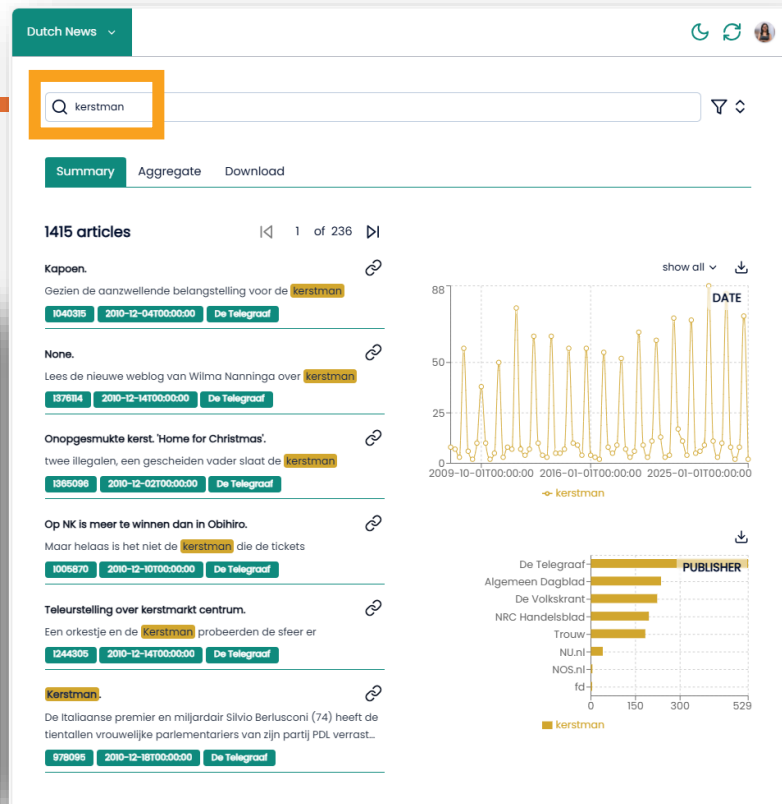 Dutch News
kerstman
Summary Aggregate Download
1415 articles 1 of 236
Kapoen.
Gezien de aanzwellende belangstelling voor de kerstman
1040315 2010-12-04T00:00:00 De Telegraaf
None.
Lees de nieuwe weblog van Wilma Nanninga over kerstman
1376114 2010-12-14T00:00:00 De Telegraaf
Onopgesmukte kerst. 'Home for Christmas'.
twee illegalen, een gescheiden vader slaat de kerstman
1365096 2010-12-02T00:00:00 De Telegraaf
Op NK is meer te winnen dan in Obihiro.
Maar helaas is het niet de kerstman die de tickets
1005870 2010-12-10T00:00:00 De Telegraaf
Teleurstelling over kerstmarkt centrum.
Een orkestje en de Kerstman probeerden de sfeer er
1244305 2010-12-14T00:00:00 De Telegraaf
Kerstman.
De Italiaanse premier en miljardair Silvio Berlusconi (74) heeft de
tientallen vrouwelijke parlementariers van zijn partij PDL verrast...
978095 2010-12-18T00:00:00 De Telegraaf
show all
88
DATE
50
25
0
2009-10-01T00:00:00 2016-01-01T00:00:00 2025-01-01T00:00:00
kerstman
De Telegraaf
PUBLISHER
Algemeen Dagblad
De Volkskrant
NRC Handelsblad
Trouw
NU.nl
NOS.nl
fd
0 150 300 529
kerstman